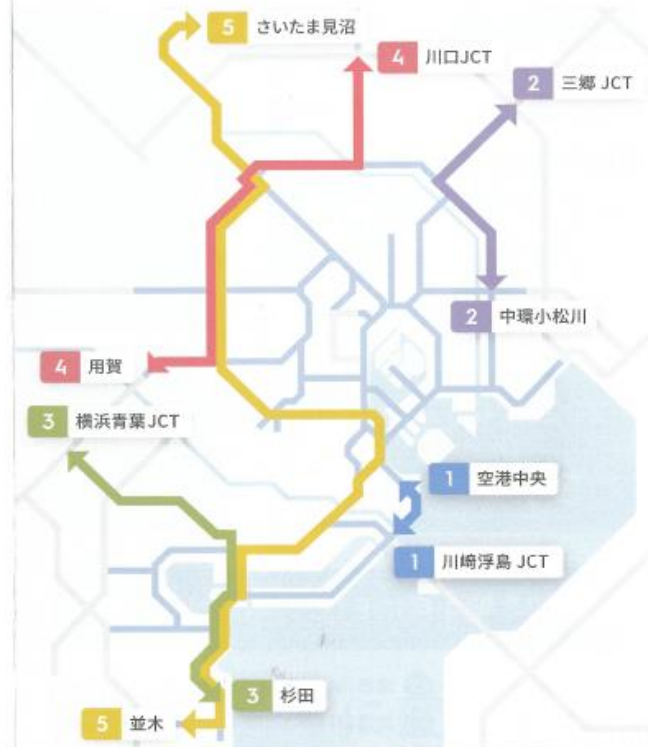 5 さいたま見沼
4 川口JCT
2 三郷 JCT
2 中環小松川
4 用賀
3 横浜青葉JCT
1 空港中央
1 川崎浮島 JCT
3 杉田
5 並木